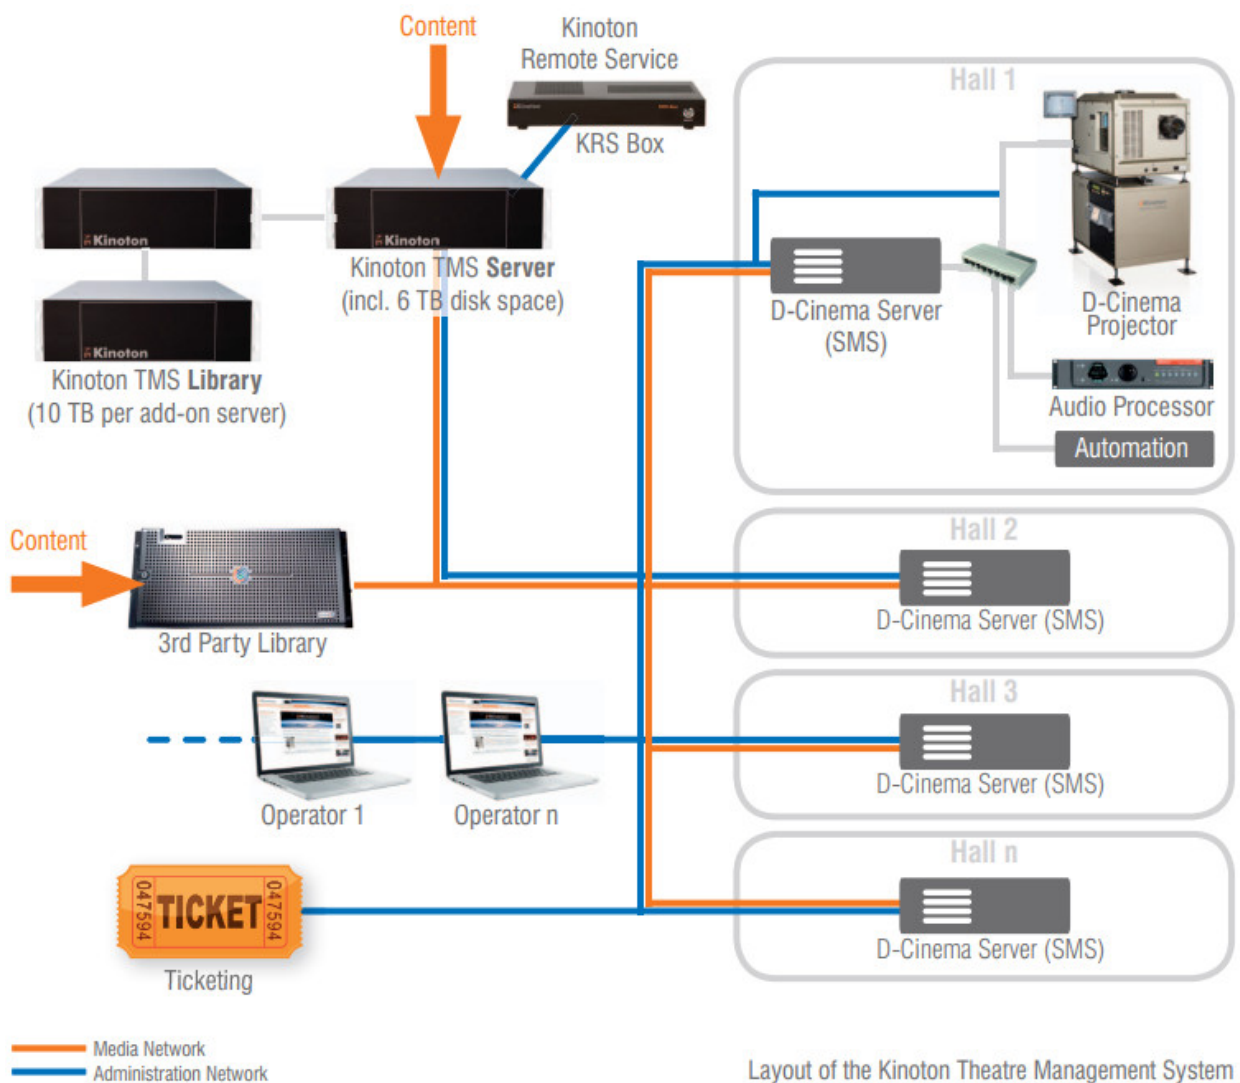 Content
Kinoton
Remote Service
KRS Box
Kinoton
Kinoton
Kinoton TMS Server
(incl. 6 TB disk space)
Kinoton
Kinoton TMS Library
(10 TB per add-on server)
Hall 1
D-Cinema Server
(SMS)
D-Cinema
Projector
Audio Processor
Automation
Content
3rd Party Library
Hall 2
D-Cinema Server (SMS)
Hall 3
D-Cinema Server (SMS)
Operator 1
Operator n
Hall n
D-Cinema Server (SMS)
047594
TICKET
047594
Ticketing
Media Network
Administration Network
Layout of the Kinoton Theatre Management System